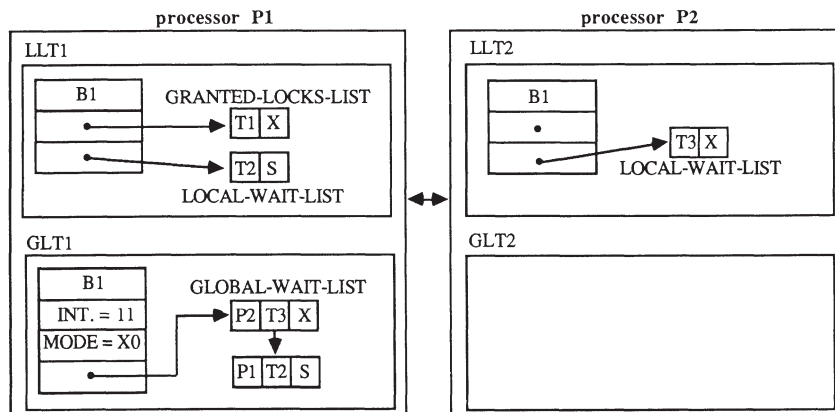 processor P1
processor P2
LLT1
B1
GRANTED-LOCKS-LIST
T1 X
T2 S
LOCAL-WAIT-LIST
LLT2
B1
T3 X
LOCAL-WAIT-LIST
GLT1
B1
INT. = 11
MODE = X0
GLOBAL-WAIT-LIST
P2 T3 X
P1 T2 S
GLT2